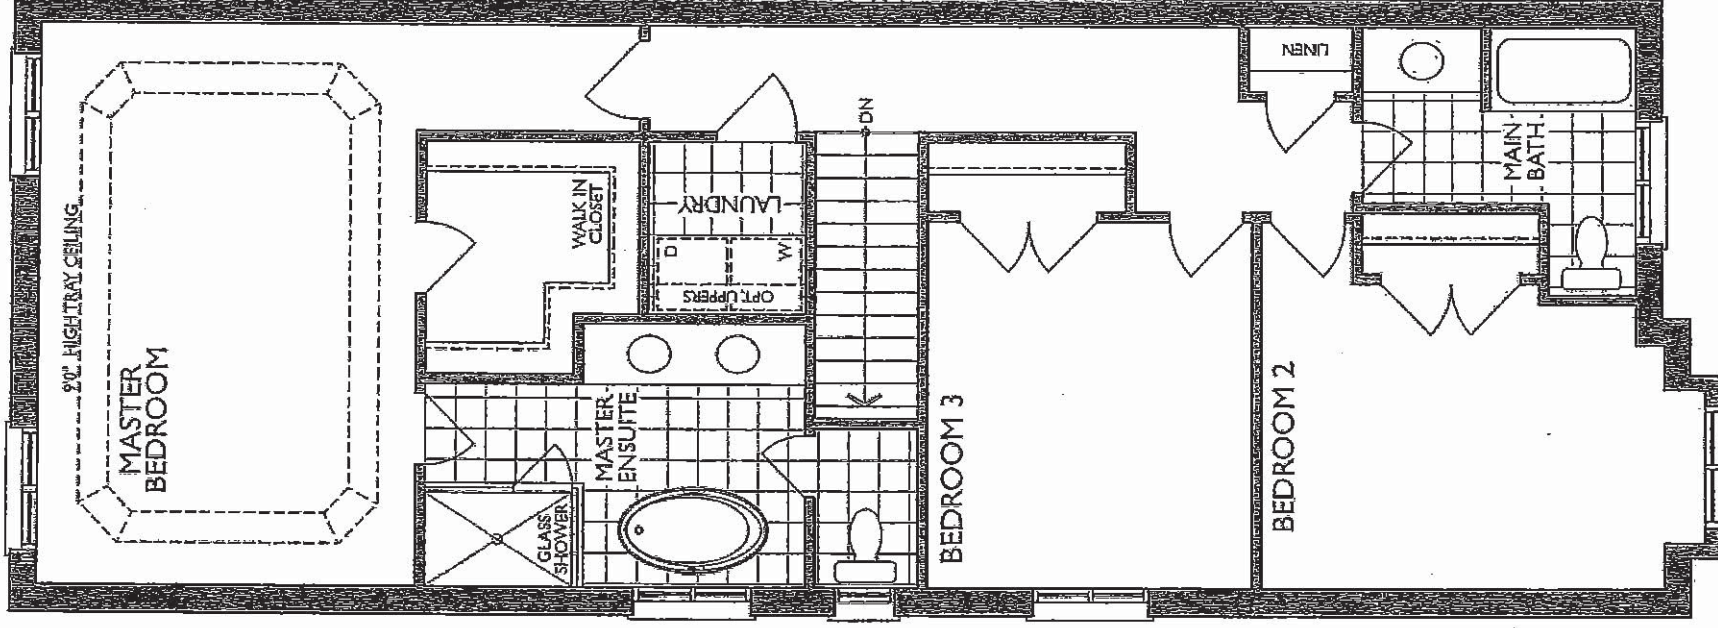 9'0" HIGH TRAY CEILING
MASTER
BEDROOM
WALK IN
CLOSET
LAUNDRY
D
W
OPT. UPPERS
MASTER
ENSUITE
GLASS
SHOWER
DN
BEDROOM 3
BEDROOM 2
LINEN
MAIN
BATH